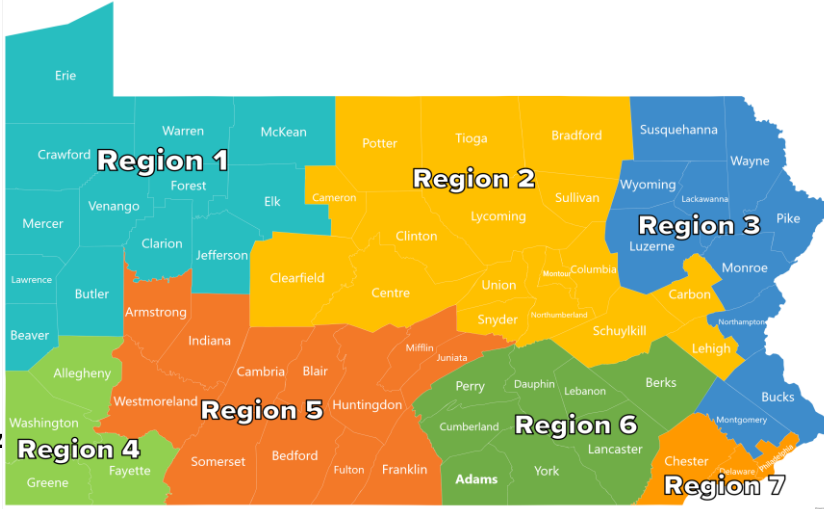 Erie
Crawford
Warren
McKean
Region 1
Forest
Elk
Venango
Mercer
Clarion
Jefferson
Lawrence
Butler
Beaver
Potter
Tioga
Bradford
Region 2
Cameron
Sullivan
Lycoming
Clinton
Clearfield
Centre
Union
Montour
Columbia
Snyder
Northumberland
Schuylkill
Carbon
Lehigh
Susquehanna
Wayne
Wyoming
Lackawanna
Region 3
Pike
Luzerne
Monroe
Northampton
Bucks
Montgomery
Allegheny
Washington
Region 4
Fayette
Greene
Armstrong
Indiana
Mifflin
Juniata
Cambria
Blair
Westmoreland
Region 5
Huntingdon
Somerset
Bedford
Fulton
Franklin
Perry
Dauphin
Lebanon
Berks
Cumberland
Region 6
Lancaster
Adams
York
Chester
Delaware
Philadelphia
Region 7